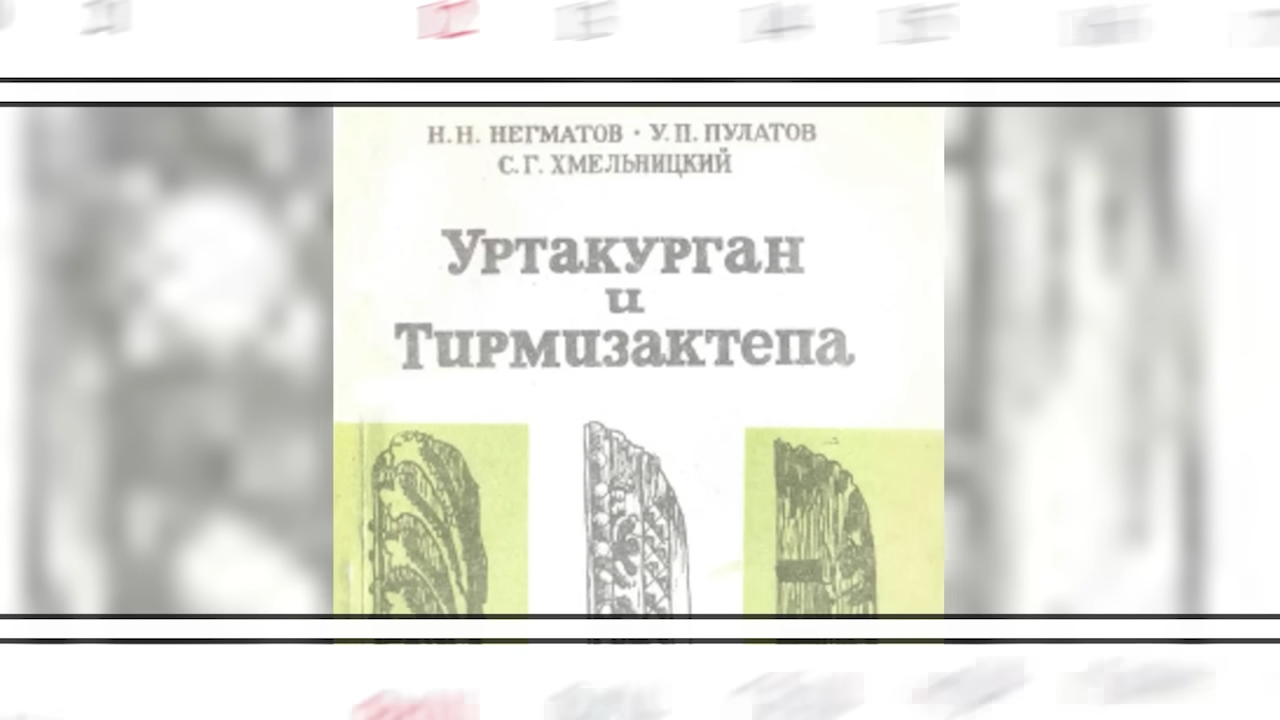 Н.Н. НЕГМАТОВ · У.П. ПУЛАТОВ
С.Г. ХМЕЛЬНИЦКИЙ
Уртакурган
и
Тирмизактепа